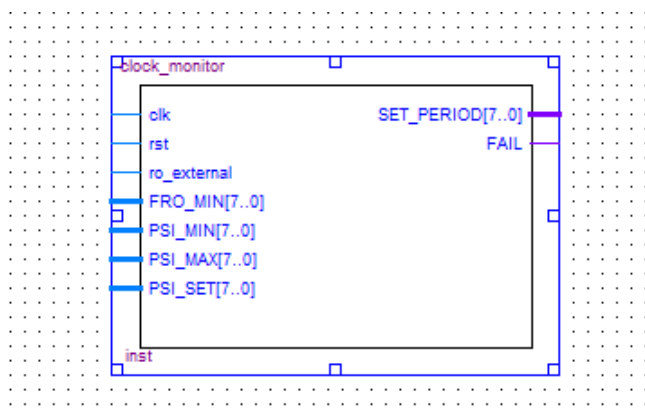 clock_monitor
clk
SET_PERIOD[7..0]
rst
FAIL
ro_external
FRO_MIN[7..0]
PSI_MIN[7..0]
PSI_MAX[7..0]
PSI_SET[7..0]
inst